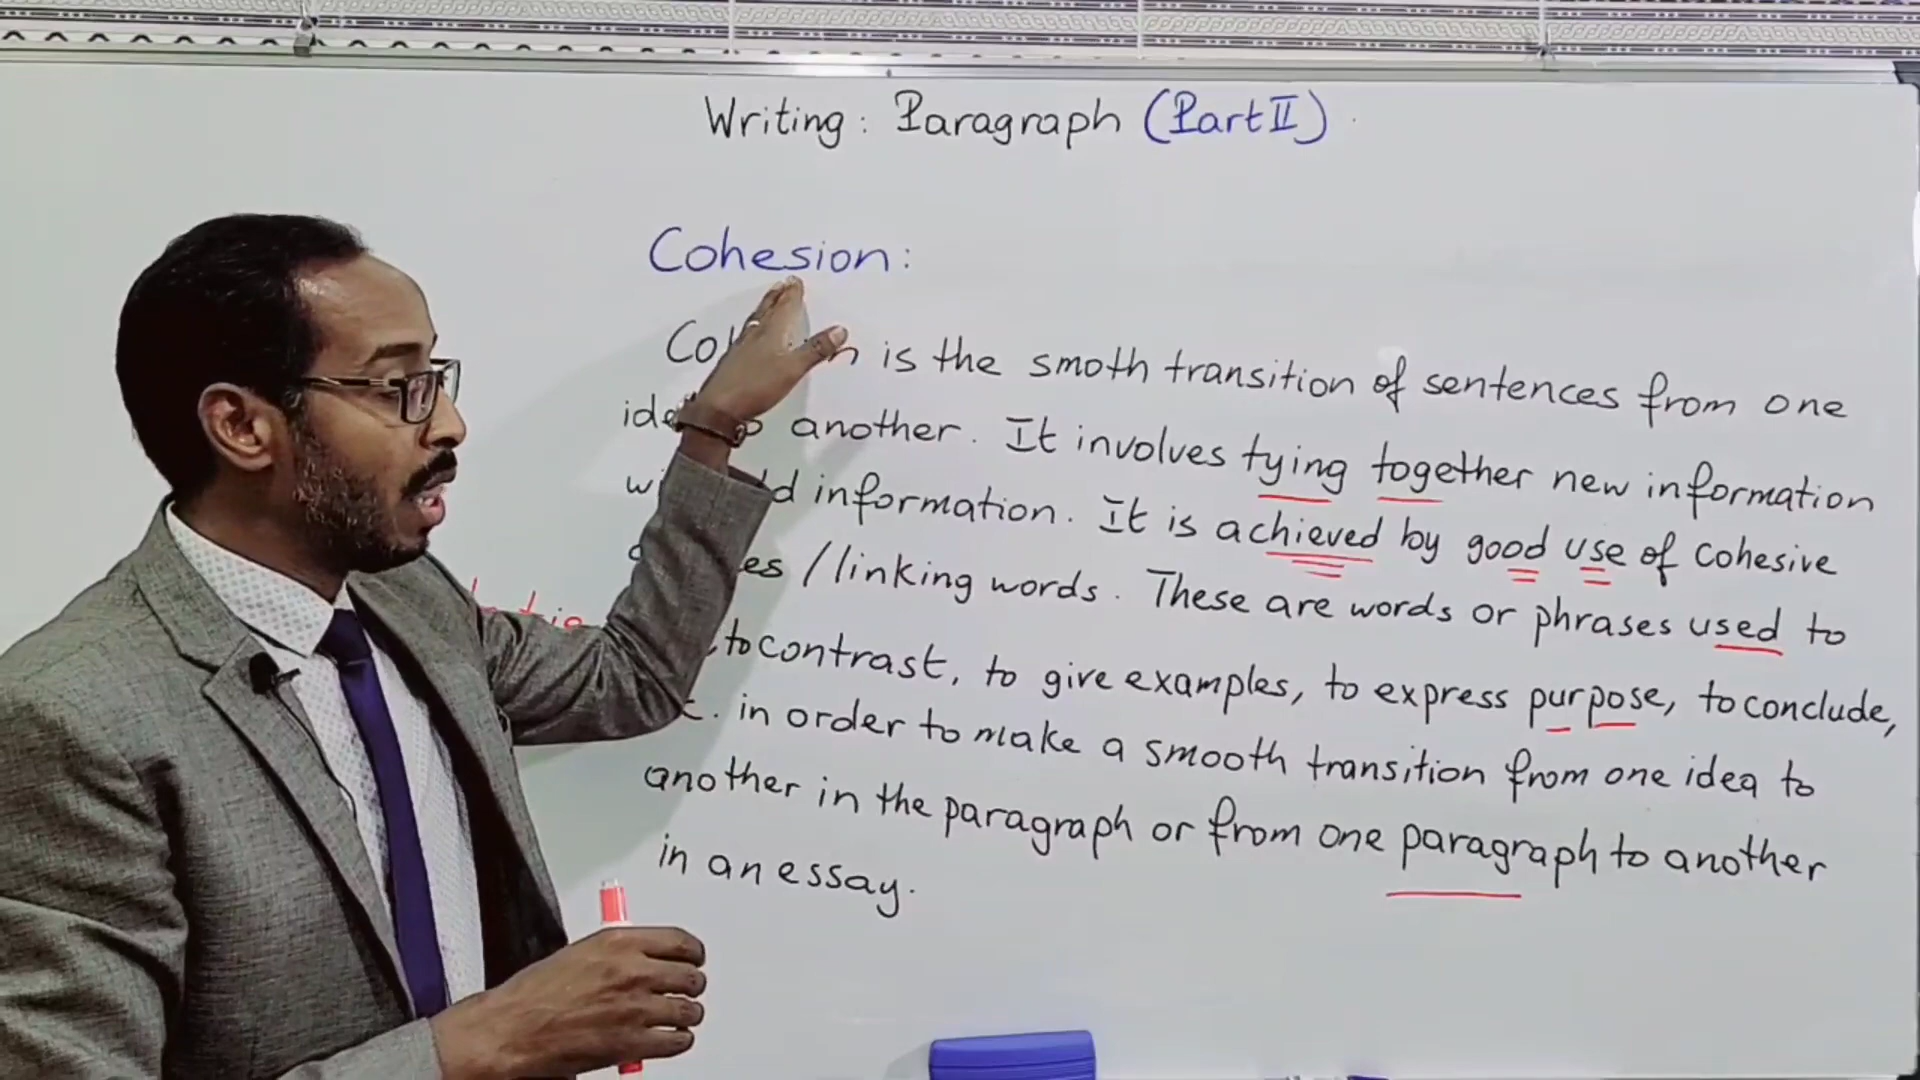 Writing: Paragraph (Part II)
Cohesion:
is the smoth transition of sentences from one
another. It involves tying together new information
information. It is achieved by good use of cohesive
/linking words. These are words or phrases used to
to contrast, to give examples, to express purpose, to conclude,
in order to make a smooth transition from one idea to
another in the paragraph or from one paragraph to another
in an essay.